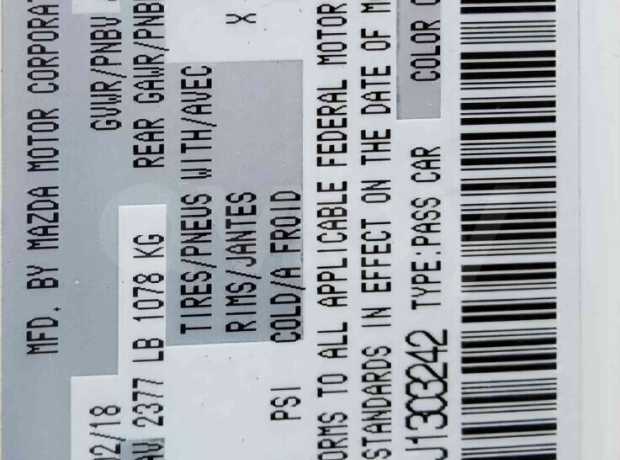 MFD. BY MAZDA MOTOR CORPORAT
02/18 GVWR/PNBV
AV 2377 LB 1078 KG REAR GAWR/PNB
TIRES/PNEUS WITH/AVEC
RIMS/JANTES X
PSI COLD/A FROID
ORMS TO ALL APPLICABLE FEDERAL MOTOR
STANDARDS IN EFFECT ON THE DATE OF M
J1303242 TYPE:PASS CAR COLOR